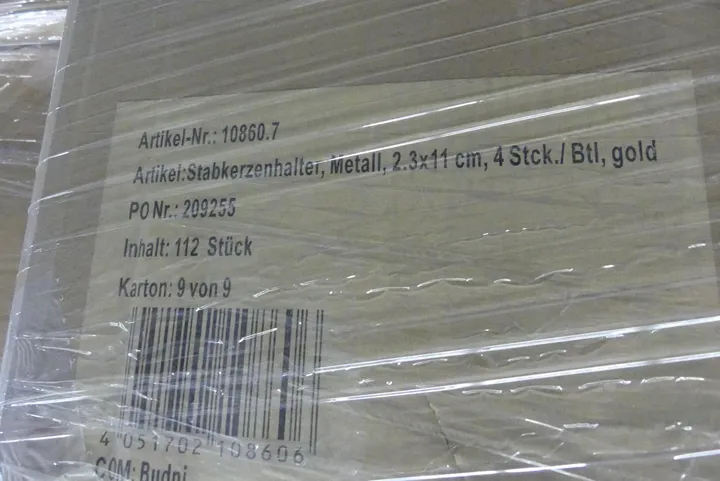 Artikel-Nr.: 10860.7
Artikel:Stabkerzenhalter, Metall, 2.3x11 cm, 4 Stck./ Btl, gold
PO Nr.: 209255
Inhalt: 112 Stück
Karton: 9 von 9
4 051702 108606
COM: Budni